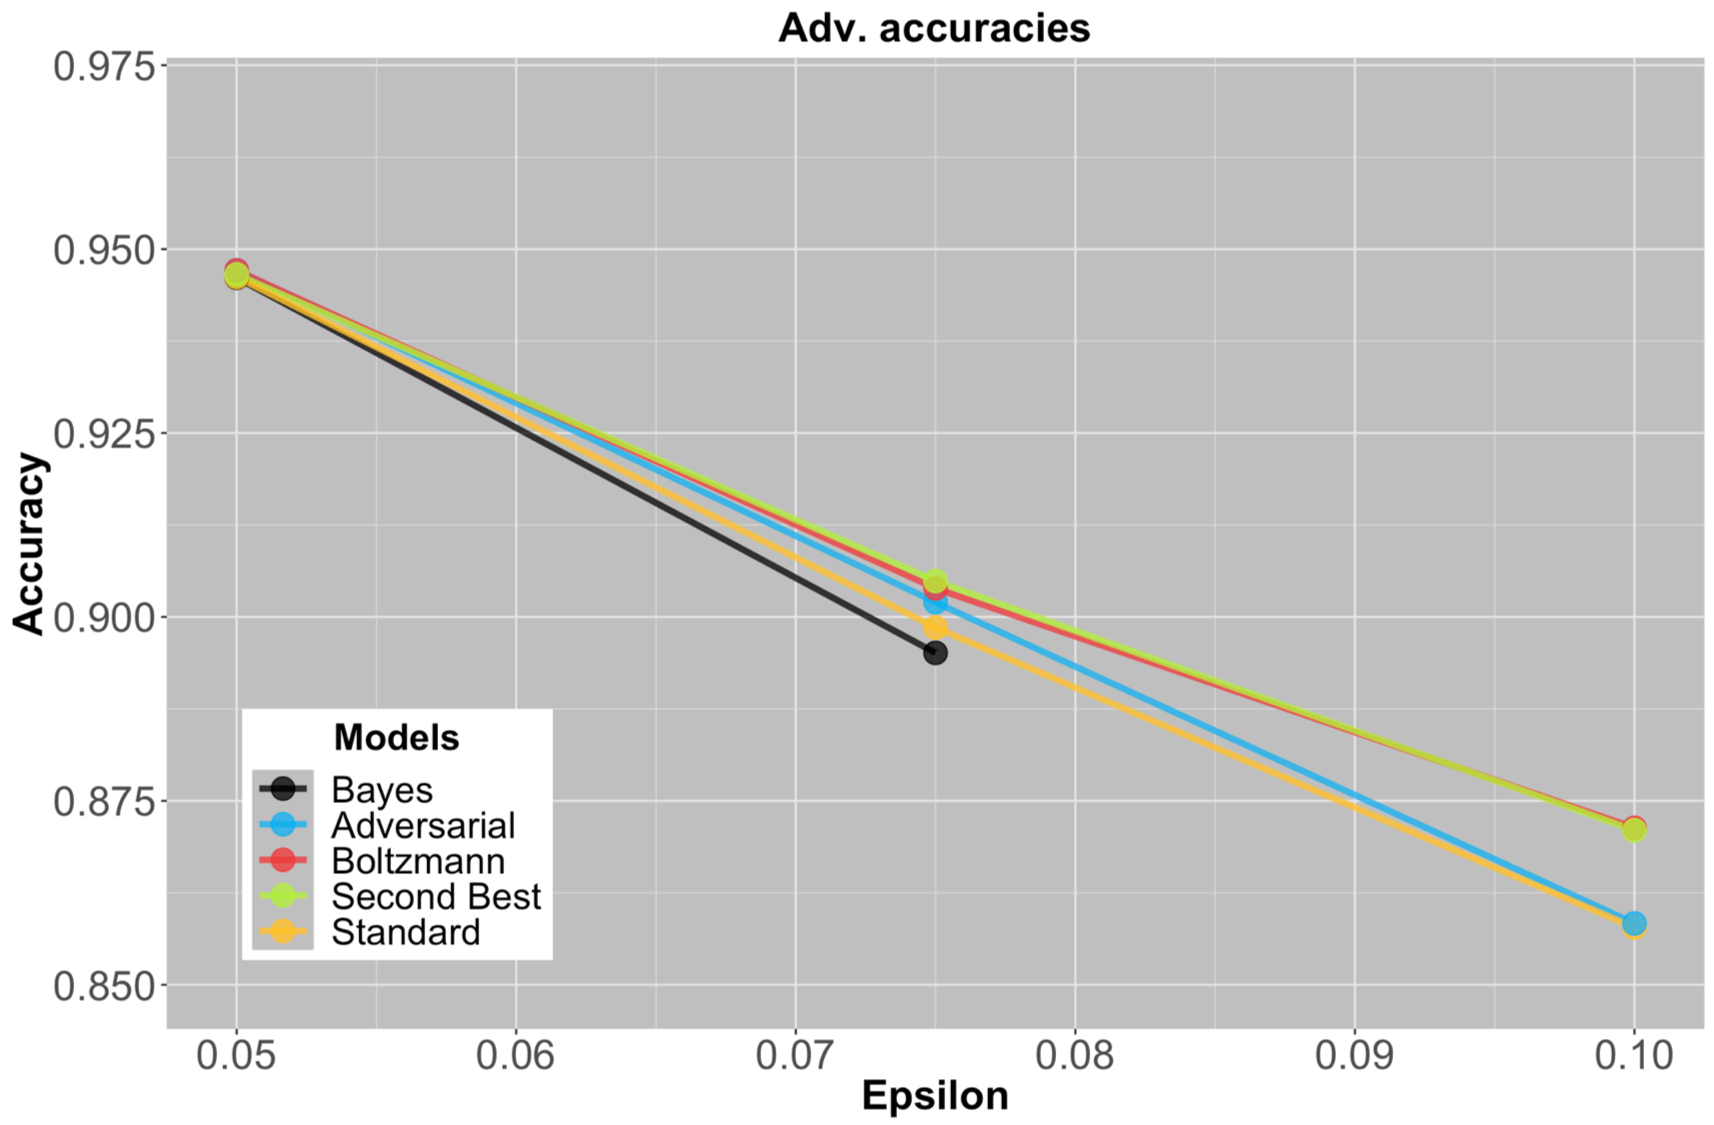 Adv. accuracies
0.975
0.950
0.925
0.900
0.875
0.850
Accuracy
Models
Bayes
Adversarial
Boltzmann
Second Best
Standard
0.05 0.06 0.07 0.08 0.09 0.10
Epsilon